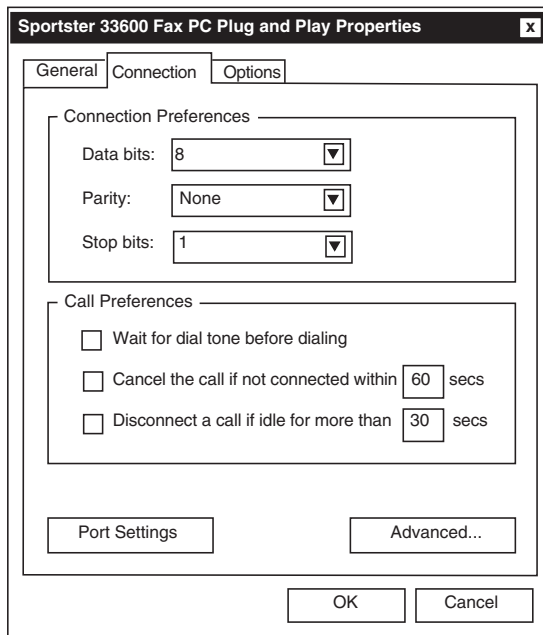 Sportster 33600 Fax PC Plug and Play Properties x
General Connection Options
Connection Preferences
Data bits: 8
Parity: None
Stop bits: 1
Call Preferences
Wait for dial tone before dialing
Cancel the call if not connected within 60 secs
Disconnect a call if idle for more than 30 secs
Port Settings Advanced...
OK Cancel